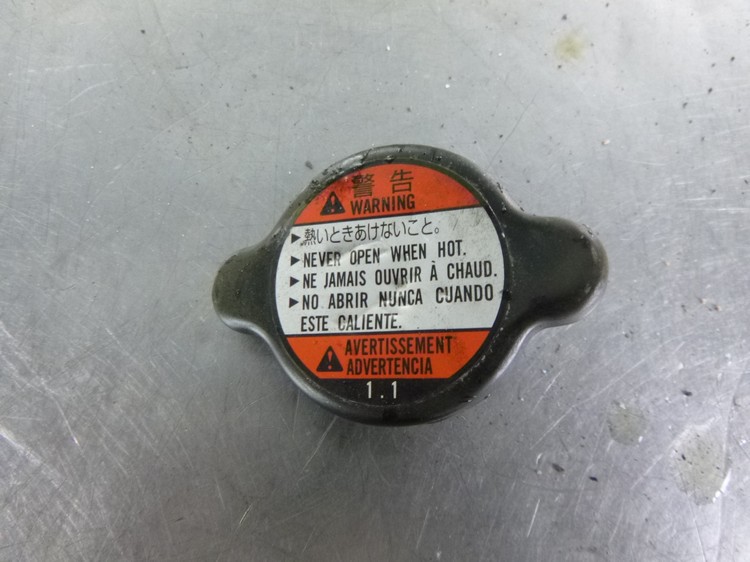 警告
WARNING
▶熱いときあけないこと。
▶NEVER OPEN WHEN HOT.
▶NE JAMAIS OUVRIR À CHAUD.
▶NO ABRIR NUNCA CUANDO
ESTE CALIENTE.
AVERTISSEMENT
ADVERTENCIA
1.1